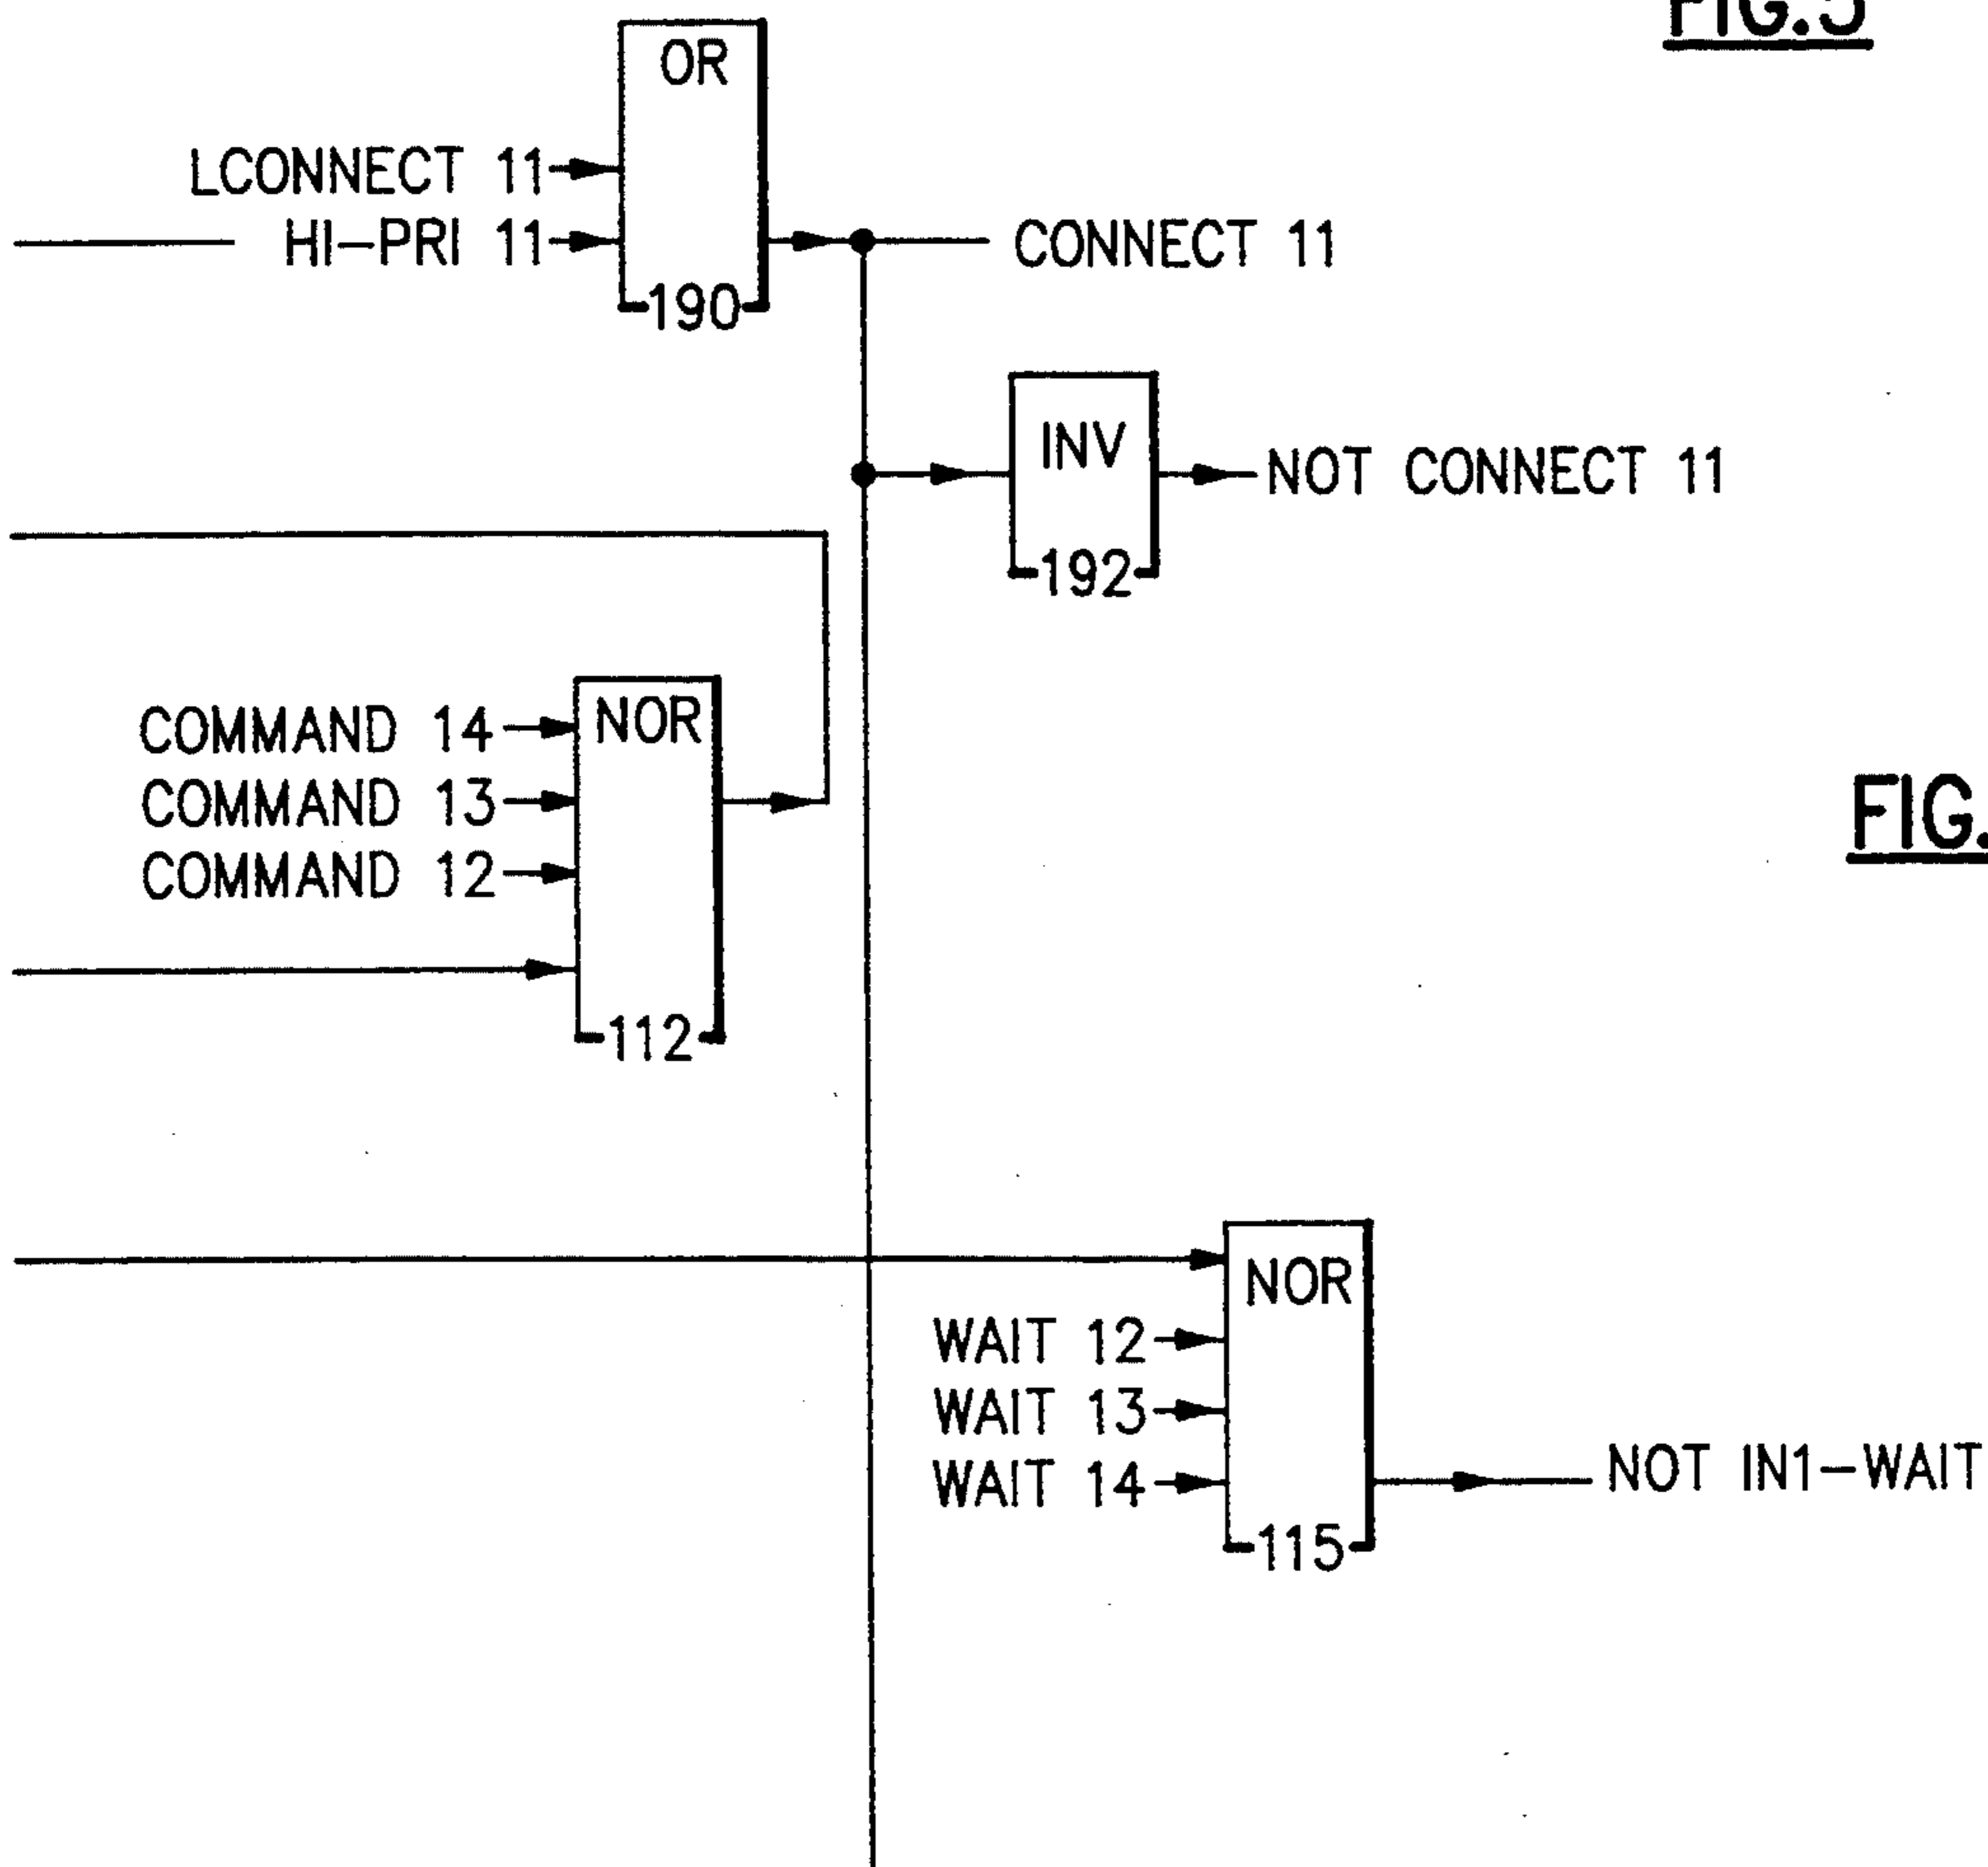 FIG.5
OR
LCONNECT 11
HI-PRI 11
CONNECT 11
190
INV
NOT CONNECT 11
192
COMMAND 14
NOR
COMMAND 13
COMMAND 12
FIG.
112
NOR
WAIT 12
WAIT 13
WAIT 14
NOT IN1-WAIT
115